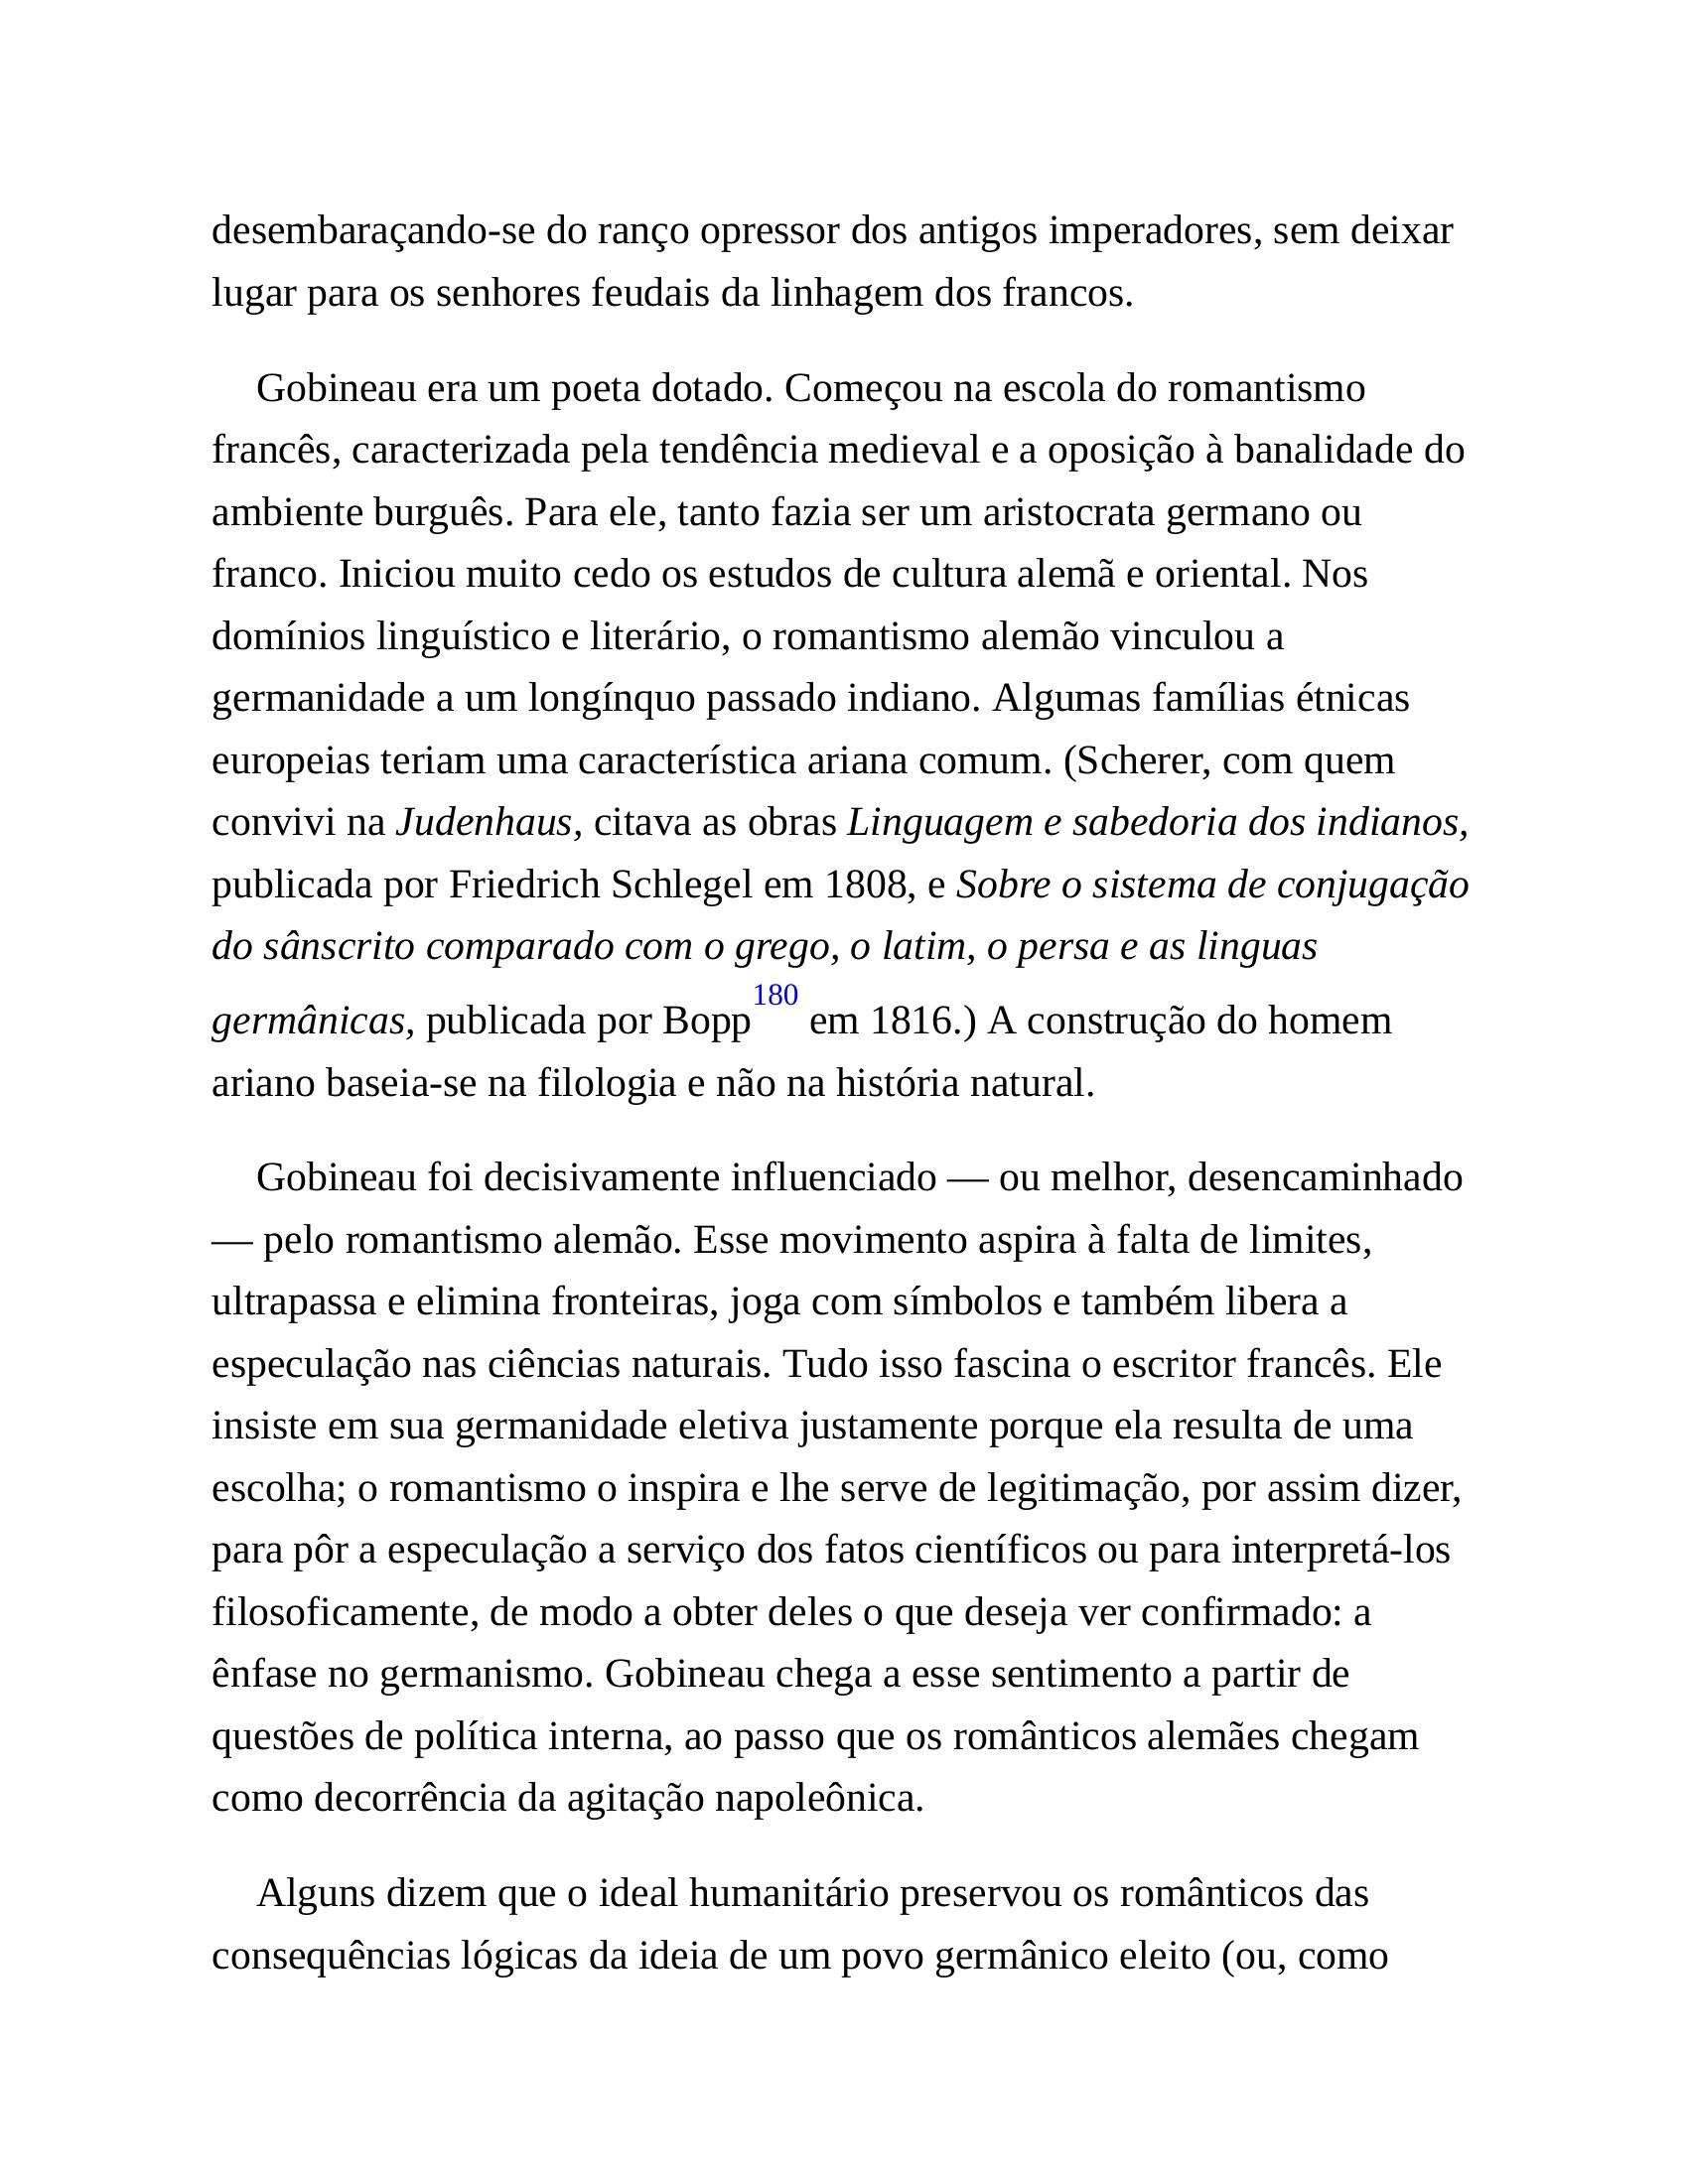 desembaraçando-se do ranço opressor dos antigos imperadores, sem deixar
lugar para os senhores feudais da linhagem dos francos.
Gobineau era um poeta dotado. Começou na escola do romantismo
francês, caracterizada pela tendência medieval e a oposição à banalidade do
ambiente burguês. Para ele, tanto fazia ser um aristocrata germano ou
franco. Iniciou muito cedo os estudos de cultura alemã e oriental. Nos
domínios linguístico e literário, o romantismo alemão vinculou a
germanidade a um longínquo passado indiano. Algumas famílias étnicas
europeias teriam uma característica ariana comum. (Scherer, com quem
convivi na Judenhaus, citava as obras Linguagem e sabedoria dos indianos,
publicada por Friedrich Schlegel em 1808, e Sobre o sistema de conjugação
do sânscrito comparado com o grego, o latim, o persa e as linguas
germânicas, publicada por Bopp180 em 1816.) A construção do homem
ariano baseia-se na filologia e não na história natural.
Gobineau foi decisivamente influenciado — ou melhor, desencaminhado
— pelo romantismo alemão. Esse movimento aspira à falta de limites,
ultrapassa e elimina fronteiras, joga com símbolos e também libera a
especulação nas ciências naturais. Tudo isso fascina o escritor francês. Ele
insiste em sua germanidade eletiva justamente porque ela resulta de uma
escolha; o romantismo o inspira e lhe serve de legitimação, por assim dizer,
para pôr a especulação a serviço dos fatos científicos ou para interpretá-los
filosoficamente, de modo a obter deles o que deseja ver confirmado: a
ênfase no germanismo. Gobineau chega a esse sentimento a partir de
questões de política interna, ao passo que os românticos alemães chegam
como decorrência da agitação napoleônica.
Alguns dizem que o ideal humanitário preservou os românticos das
consequências lógicas da ideia de um povo germânico eleito (ou, como